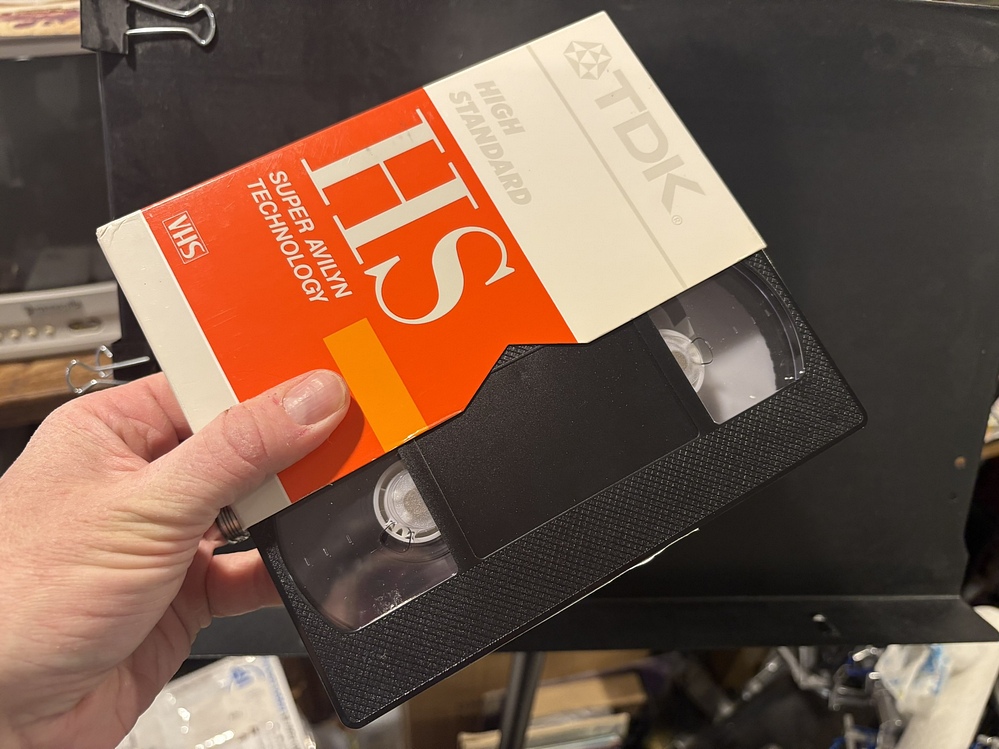 TDK®
HIGH
STANDARD
HS
SUPER AVILYN
TECHNOLOGY
VHS